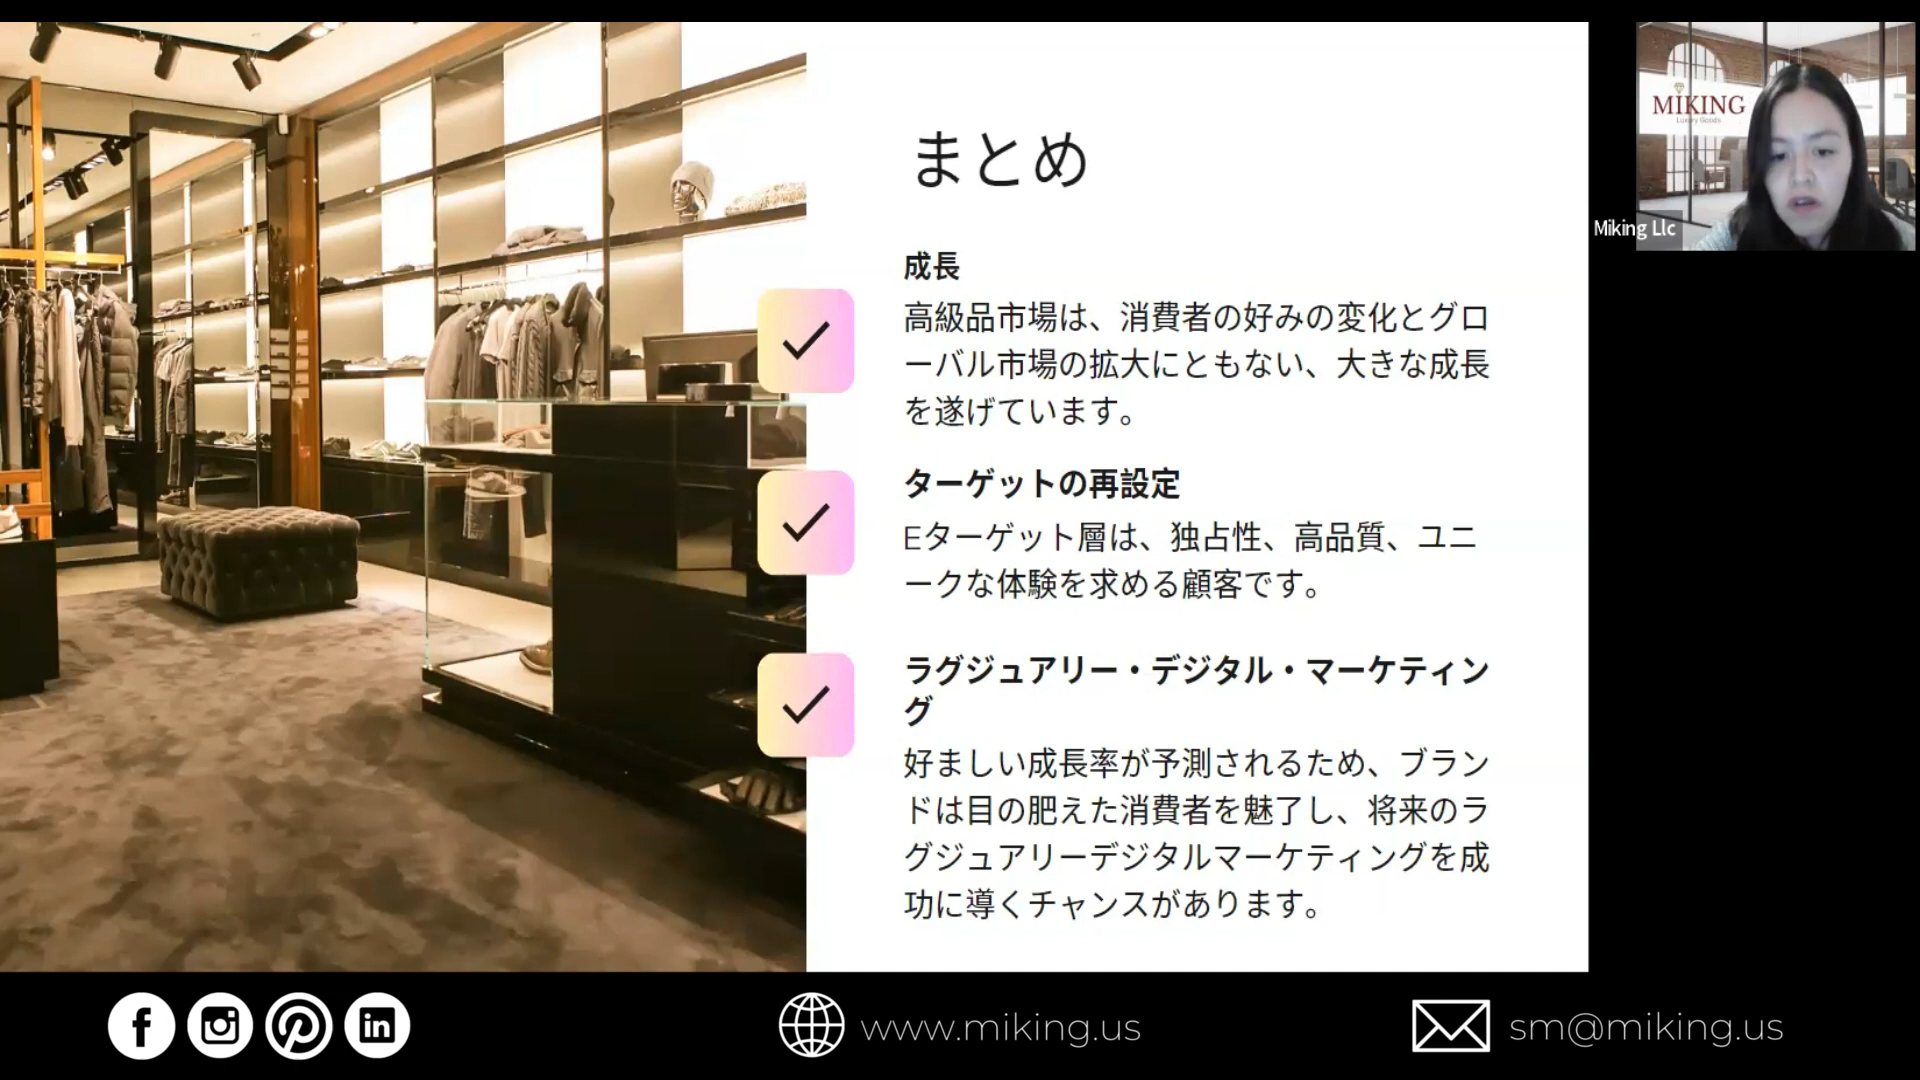 まとめ
成長
高級品市場は、消費者の好みの変化とグロ
ーバル市場の拡大にともない、大きな成長
を遂げています。
ターゲットの再設定
Eターゲット層は、独占性、高品質、ユニ
ークな体験を求める顧客です。
ラグジュアリー・デジタル・マーケティン
グ
好ましい成長率が予測されるため、ブラン
ドは目の肥えた消費者を魅了し、将来のラ
グジュアリーデジタルマーケティングを成
功に導くチャンスがあります。
MIKING
Luxury Goods
Miking Llc
www.miking.us
sm@miking.us